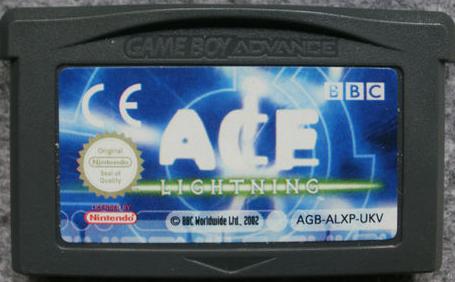 GAME BOY ADVANCE
CE
BBC
ACE
LIGHTNING
Original
Nintendo
Seal of
Quality
LICENSED BY
Nintendo
© BBC Worldwide Ltd., 2002
AGB-ALXP-UKV